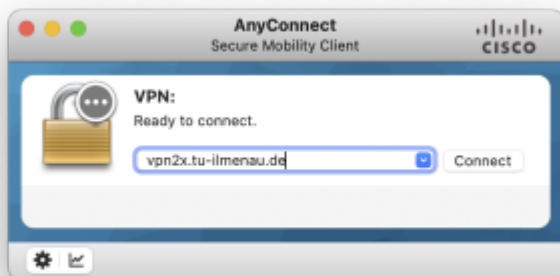 AnyConnect
Secure Mobility Client
CISCO
VPN:
Ready to connect.
vpn2x.tu-ilmenau.de
Connect